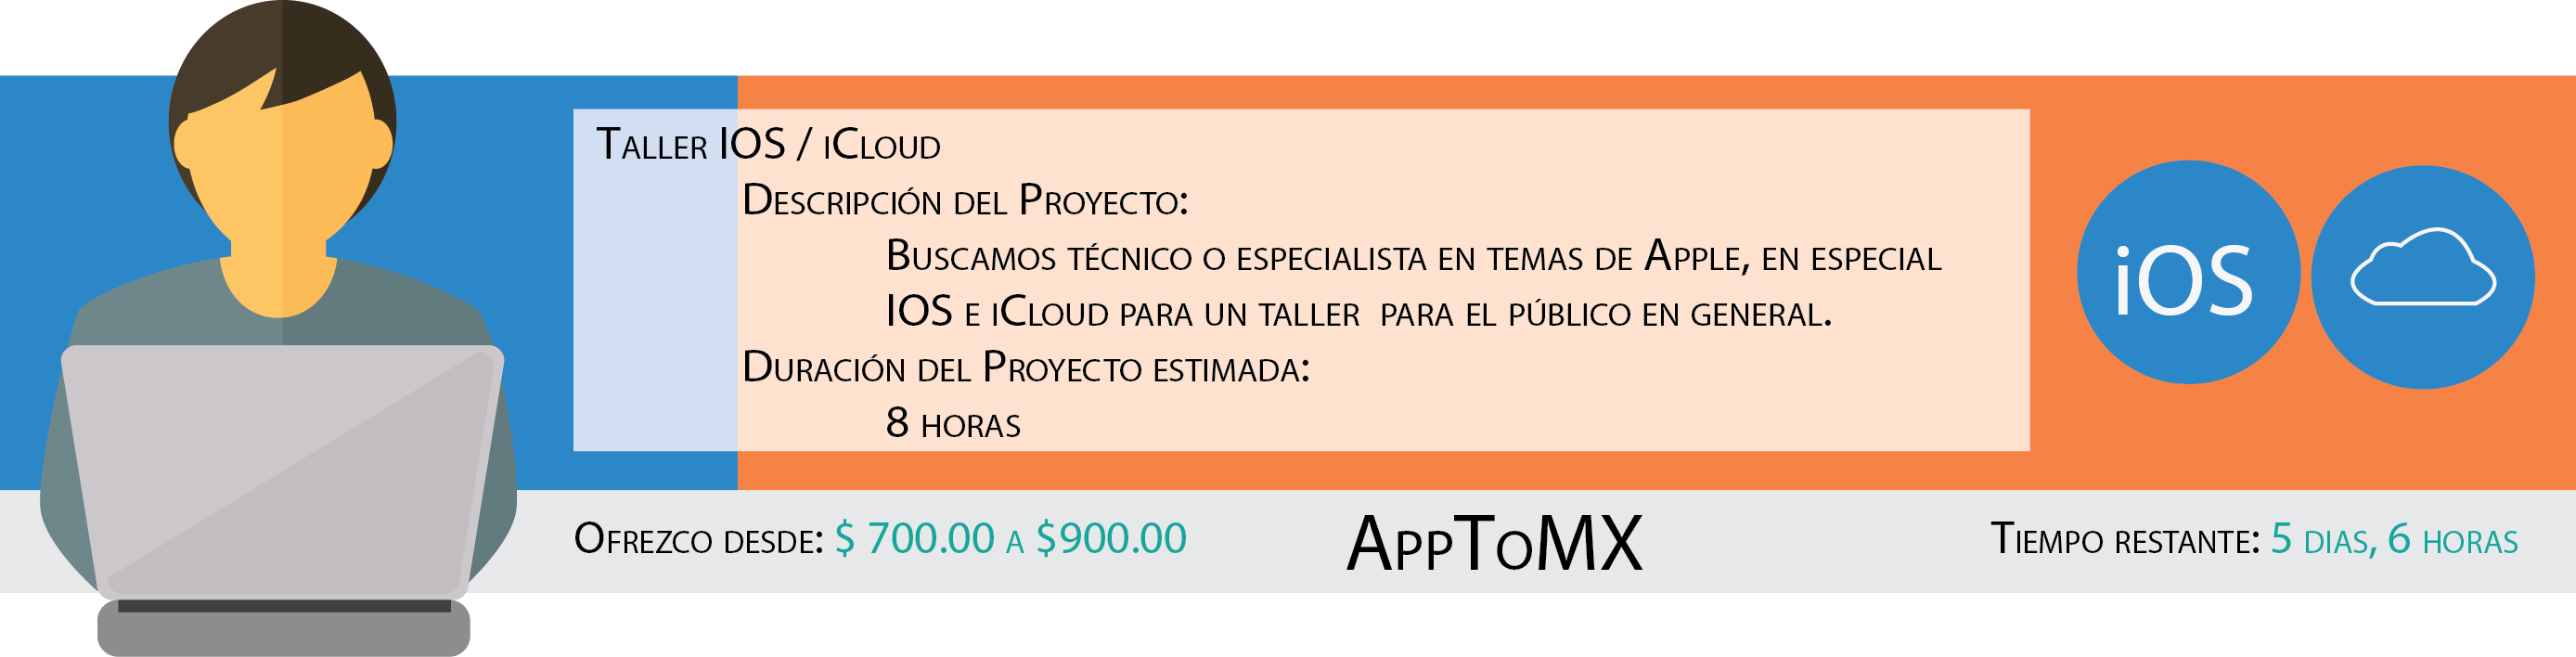 Taller IOS / iCloud
Descripción del Proyecto:
Buscamos técnico o especialista en temas de Apple, en especial
IOS e iCloud para un taller para el público en general.
Duración del Proyecto estimada:
8 horas
iOS
Ofrezco desde: $ 700.00 a $900.00
AppToMX
Tiempo restante: 5 dias, 6 horas